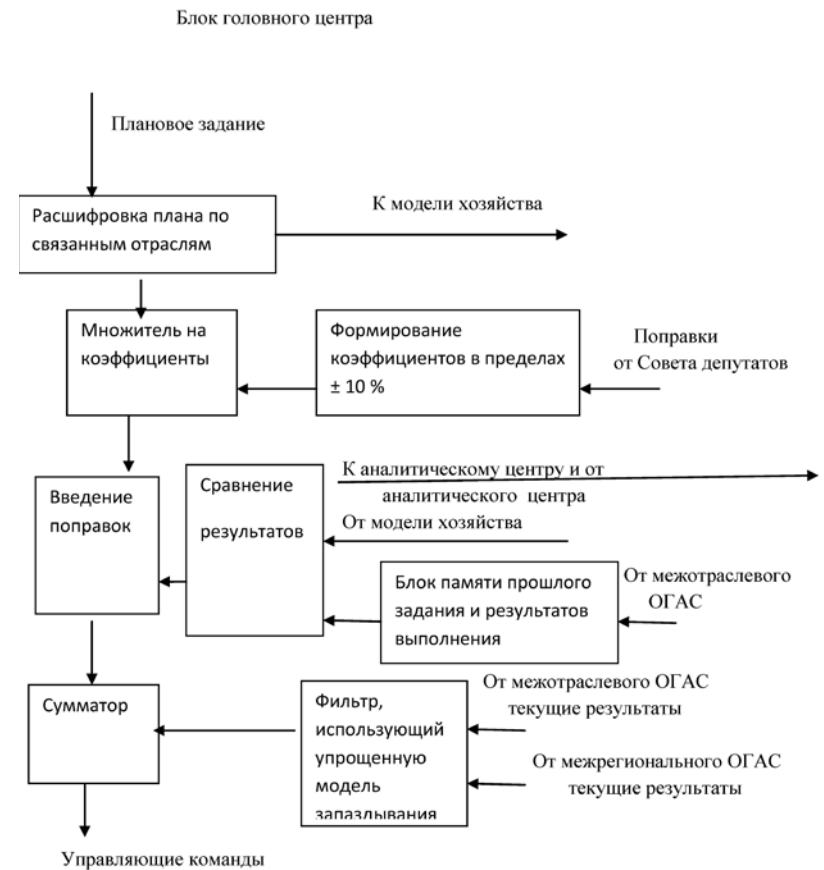 Блок головного центра
Плановое задание
Расшифровка плана по
связанным отраслям
К модели хозяйства
Множитель на
коэффициенты
Формирование
коэффициентов в пределах
± 10 %
Поправки
от Совета депутатов
Введение
поправок
Сравнение
результатов
К аналитическому центру и от
аналитического центра
От модели хозяйства
Блок памяти прошлого
задания и результатов
выполнения
От межотраслевого
ОГАС
Сумматор
Фильтр,
использующий
упрощенную
модель
запаздывания
От межотраслевого ОГАС
текущие результаты
От межрегионального ОГАС
текущие результаты
Управляющие команды